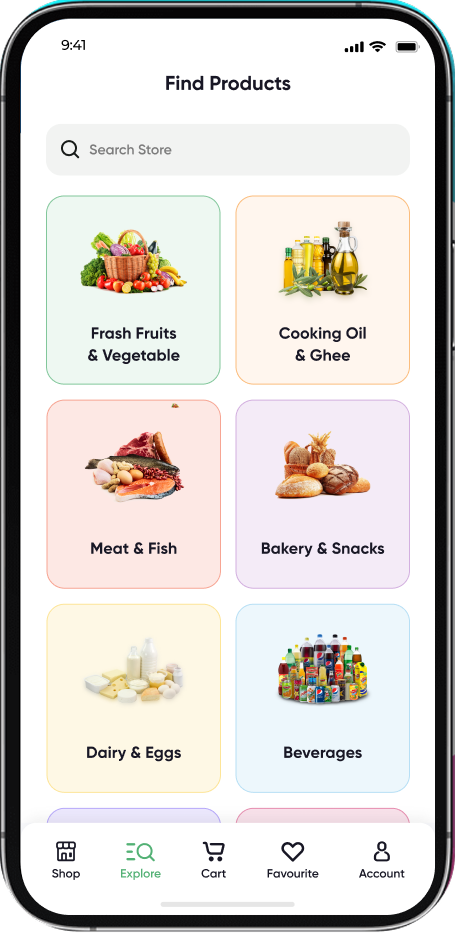 9:41
Find Products
Search Store
Frash Fruits
& Vegetable
Cooking Oil
& Ghee
Meat & Fish
Bakery & Snacks
Dairy & Eggs
Beverages
Shop
Explore
Cart
Favourite
Account